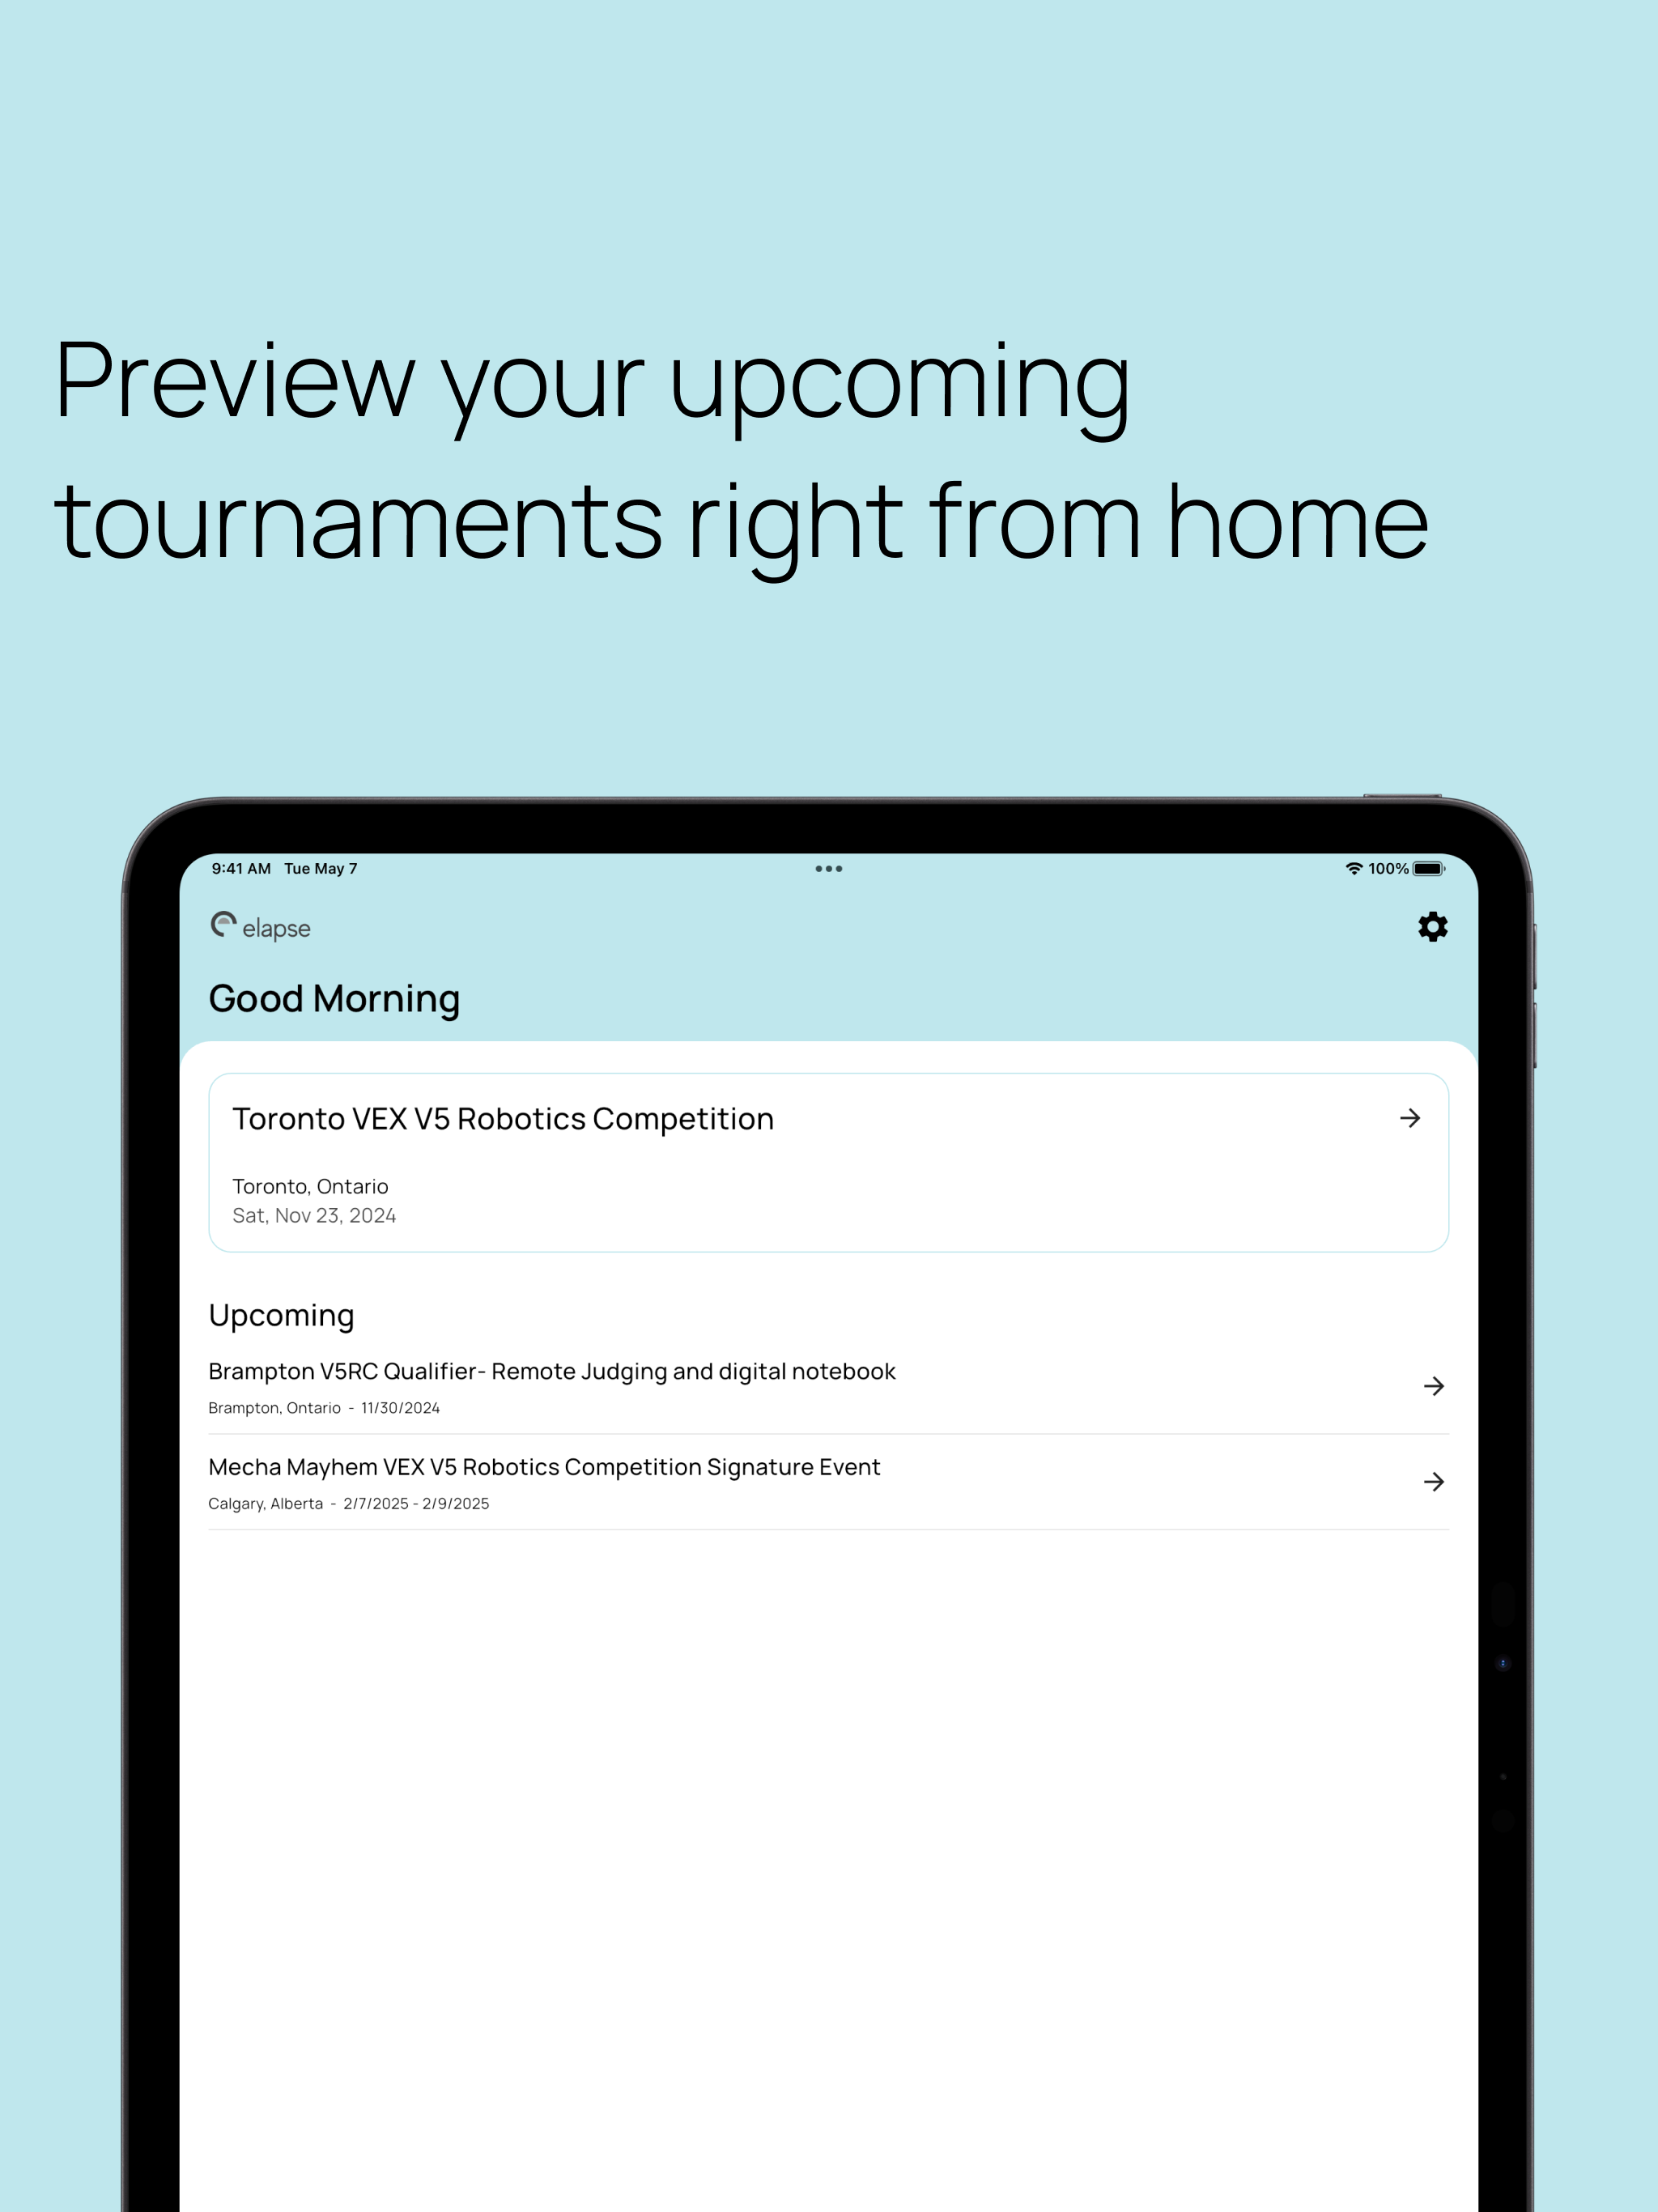 Preview your upcoming
tournaments right from home
9:41 AM Tue May 7
100%
elapse
Good Morning
Toronto VEX V5 Robotics Competition
Toronto, Ontario
Sat, Nov 23, 2024
Upcoming
Brampton V5RC Qualifier- Remote Judging and digital notebook
Brampton, Ontario - 11/30/2024
Mecha Mayhem VEX V5 Robotics Competition Signature Event
Calgary, Alberta - 2/7/2025 - 2/9/2025